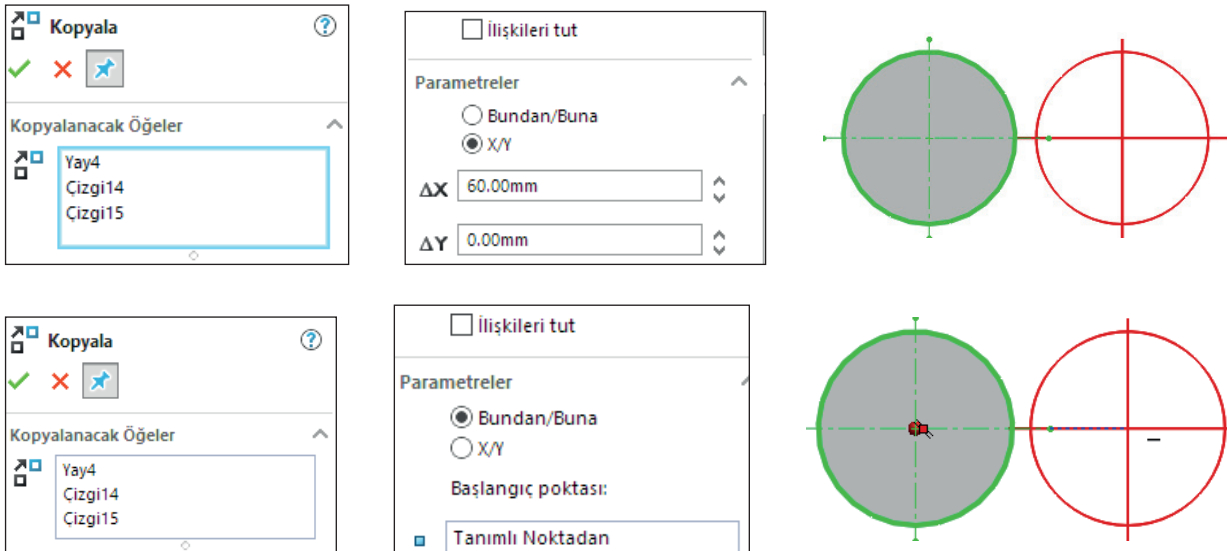 Kopyala
Kopyalanacak Öğeler
Yay4
Çizgi14
Çizgi15
İlişkileri tut
Parametreler
Bundan/Buna
X/Y
ΔX 60.00mm
ΔY 0.00mm
Kopyala
Kopyalanacak Öğeler
Yay4
Çizgi14
Çizgi15
İlişkileri tut
Parametreler
Bundan/Buna
X/Y
Başlangıç poktası:
Tanımlı Noktadan